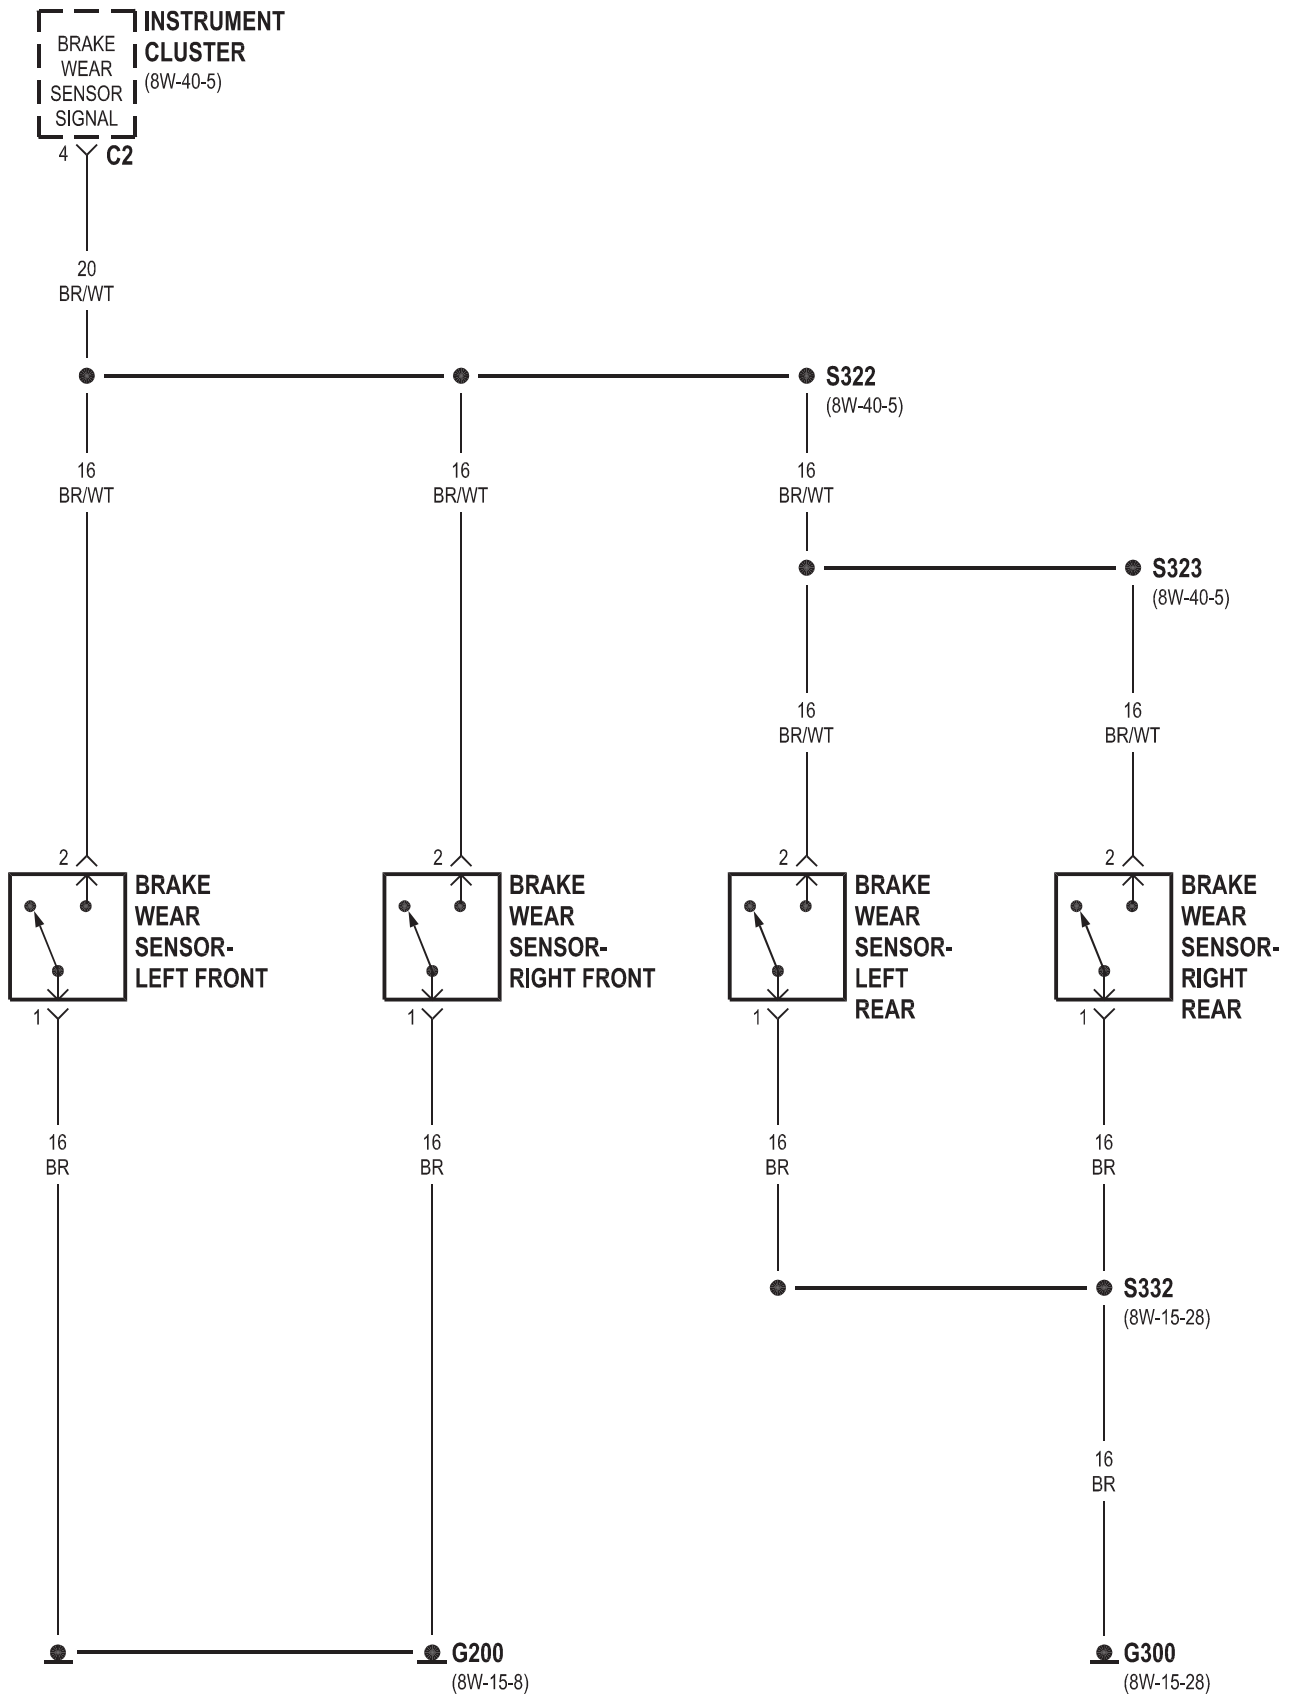 BRAKE
WEAR
SENSOR
SIGNAL
INSTRUMENT
CLUSTER
(8W-40-5)
4
C2
20
BR/WT
S322
(8W-40-5)
16
BR/WT
16
BR/WT
16
BR/WT
S323
(8W-40-5)
16
BR/WT
16
BR/WT
2
BRAKE
WEAR
SENSOR-
LEFT FRONT
1
2
BRAKE
WEAR
SENSOR-
RIGHT FRONT
1
2
BRAKE
WEAR
SENSOR-
LEFT
REAR
1
2
BRAKE
WEAR
SENSOR-
RIGHT
REAR
1
16
BR
16
BR
16
BR
16
BR
S332
(8W-15-28)
16
BR
G200
(8W-15-8)
G300
(8W-15-28)